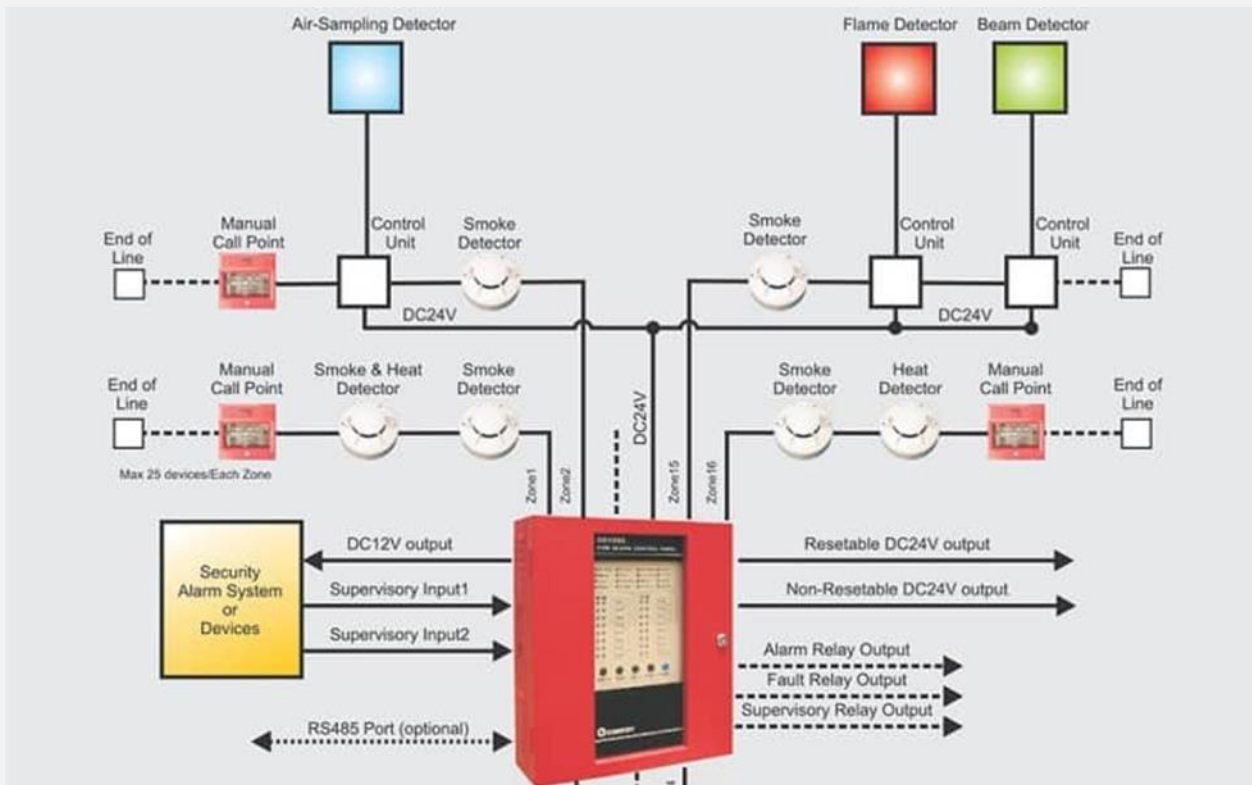 Air-Sampling Detector
Flame Detector
Beam Detector
End of
Line
Manual
Call Point
Control
Unit
Smoke
Detector
Smoke
Detector
Control
Unit
Control
Unit
End of
Line
DC24V
DC24V
End of
Line
Manual
Call Point
Smoke & Heat
Detector
Smoke
Detector
DC24V
Smoke
Detector
Heat
Detector
Manual
Call Point
End of
Line
Max 25 devices/Each Zone
Zone1
Zone2
Zone15
Zone16
Security
Alarm System
or
Devices
DC12V output
Supervisory Input1
Supervisory Input2
RS485 Port (optional)
Resetable DC24V output
Non-Resetable DC24V output
Alarm Relay Output
Fault Relay Output
Supervisory Relay Output